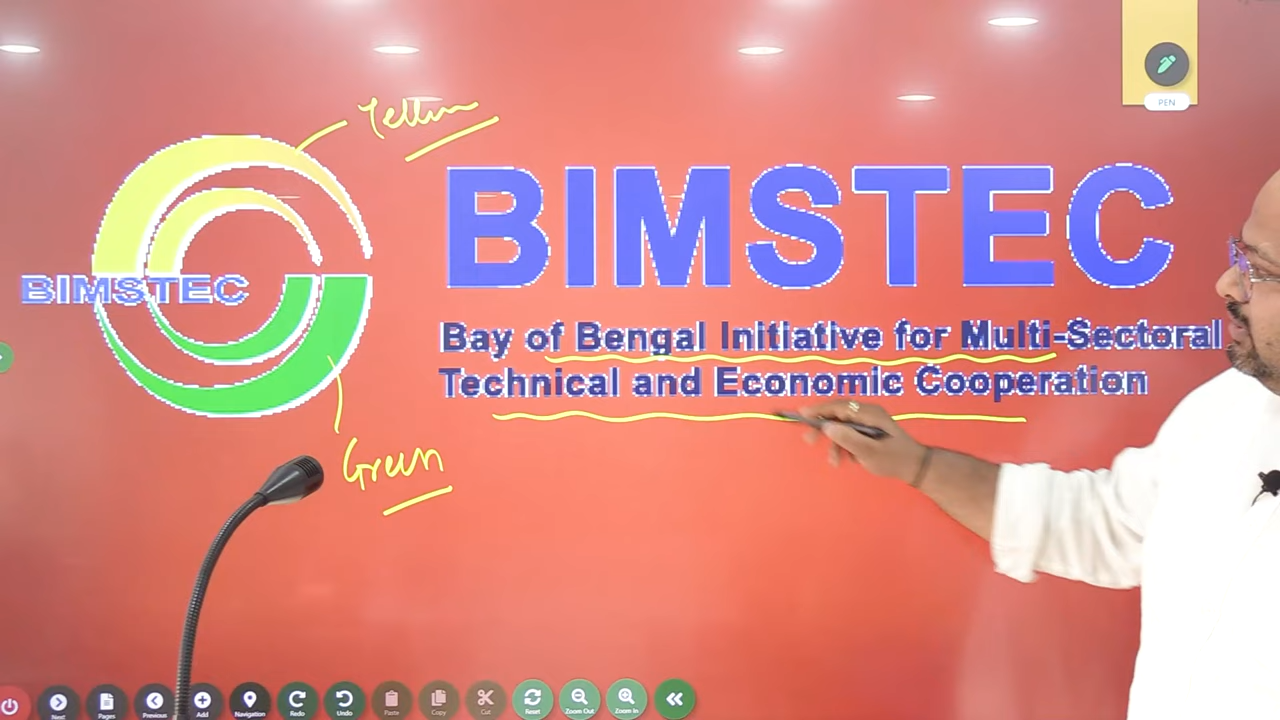 Yellow
PEN
BIMSTEC
BIMSTEC
Bay of Bengal Initiative for Multi-Sectoral
Technical and Economic Cooperation
Green
Next
Pages
Previous
Add
Navigation
Redo
Undo
Paste
Copy
Cut
Reset
Zoom Out
Zoom In